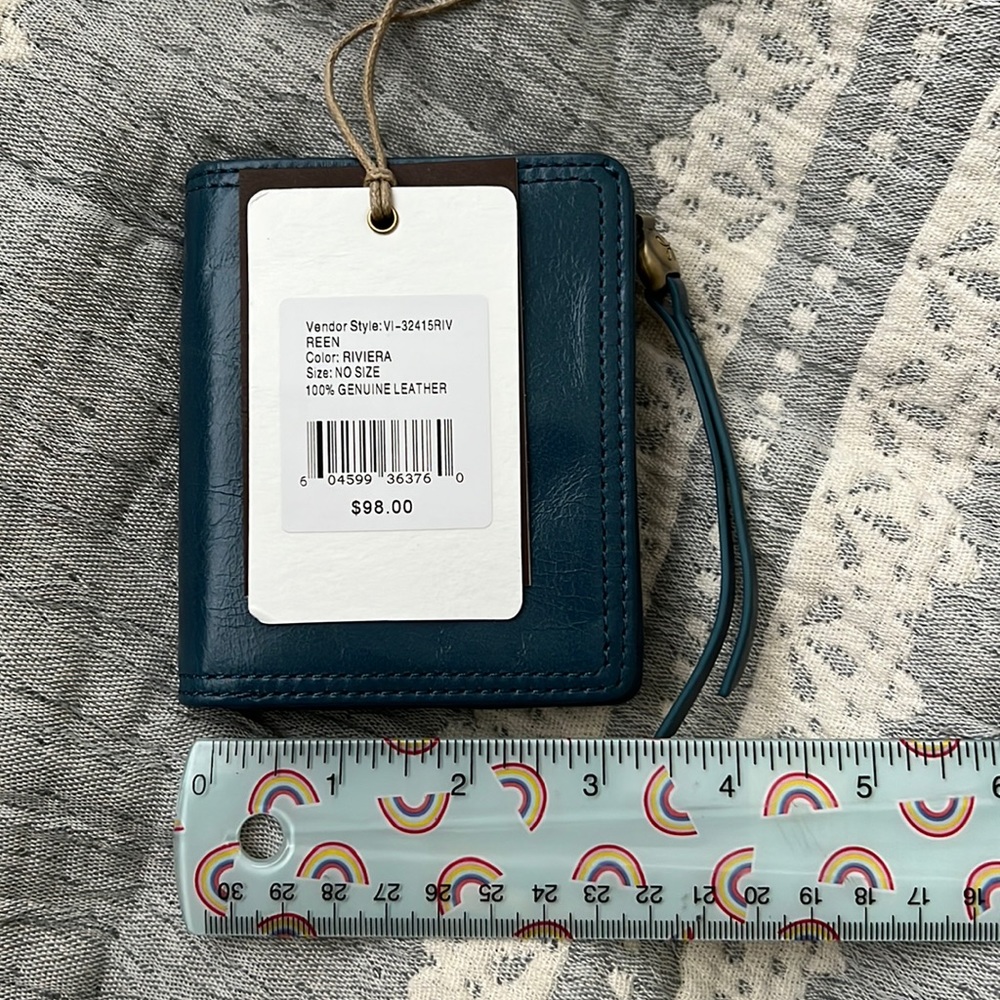 Vendor Style: VI-32415RIV
REEN
Color: RIVIERA
Size: NO SIZE
100% GENUINE LEATHER
6 04599 36376 0
$98.00
0 1 2 3 4 5 6
30 29 28 27 26 25 24 23 22 21 20 19 18 17 16